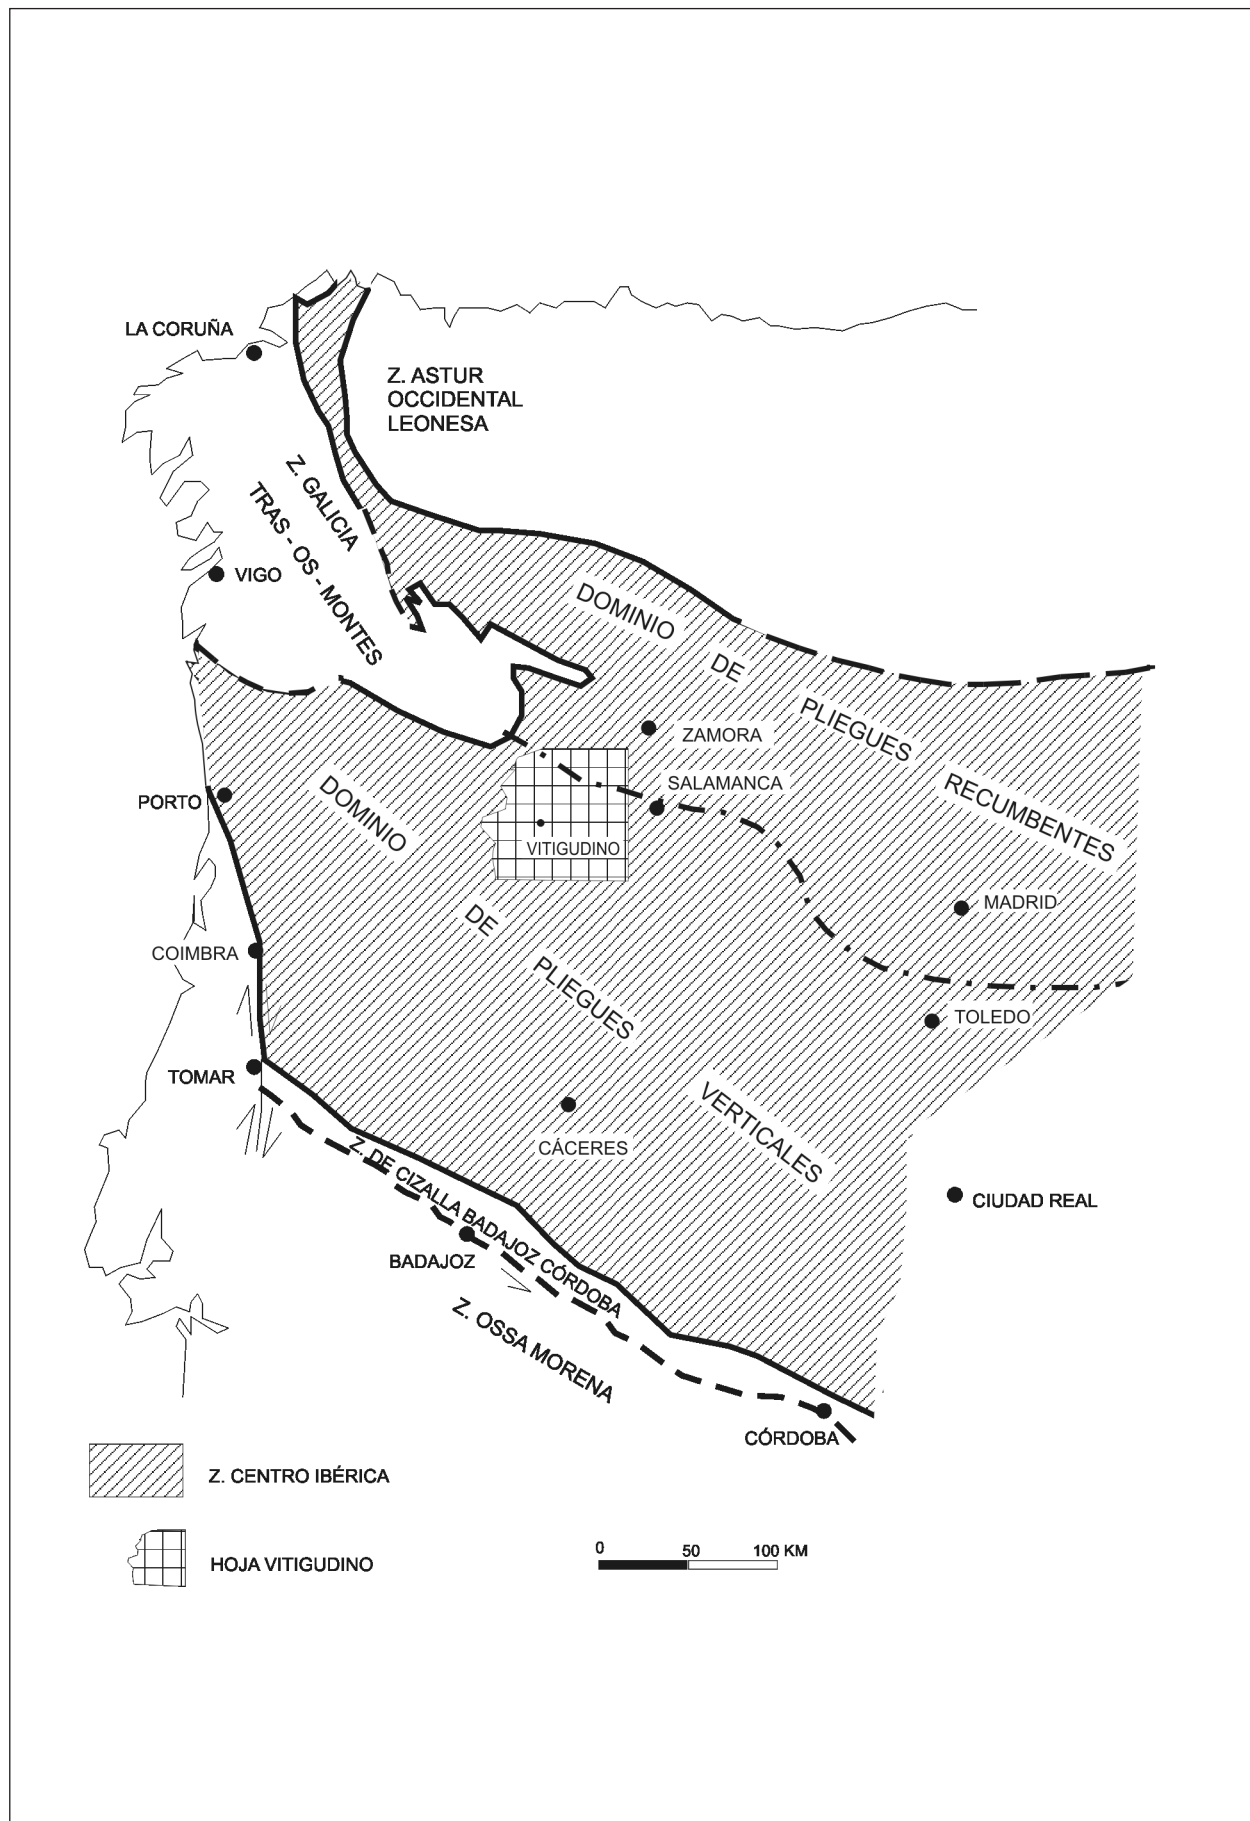 LA CORUÑA
Z. ASTUR
OCCIDENTAL
LEONESA
Z. GALICIA
TRAS - OS - MONTES
VIGO
DOMINIO
DE
PLIEGUES
RECUMBENTES
ZAMORA
SALAMANCA
PORTO
DOMINIO
VITIGUDINO
DE
PLIEGUES
VERTICALES
MADRID
COIMBRA
TOLEDO
TOMAR
CÁCERES
Z. DE CIZALLA BADAJOZ CÓRDOBA
CIUDAD REAL
BADAJOZ
Z. OSSA MORENA
CÓRDOBA
Z. CENTRO IBÉRICA
HOJA VITIGUDINO
0 50 100 KM